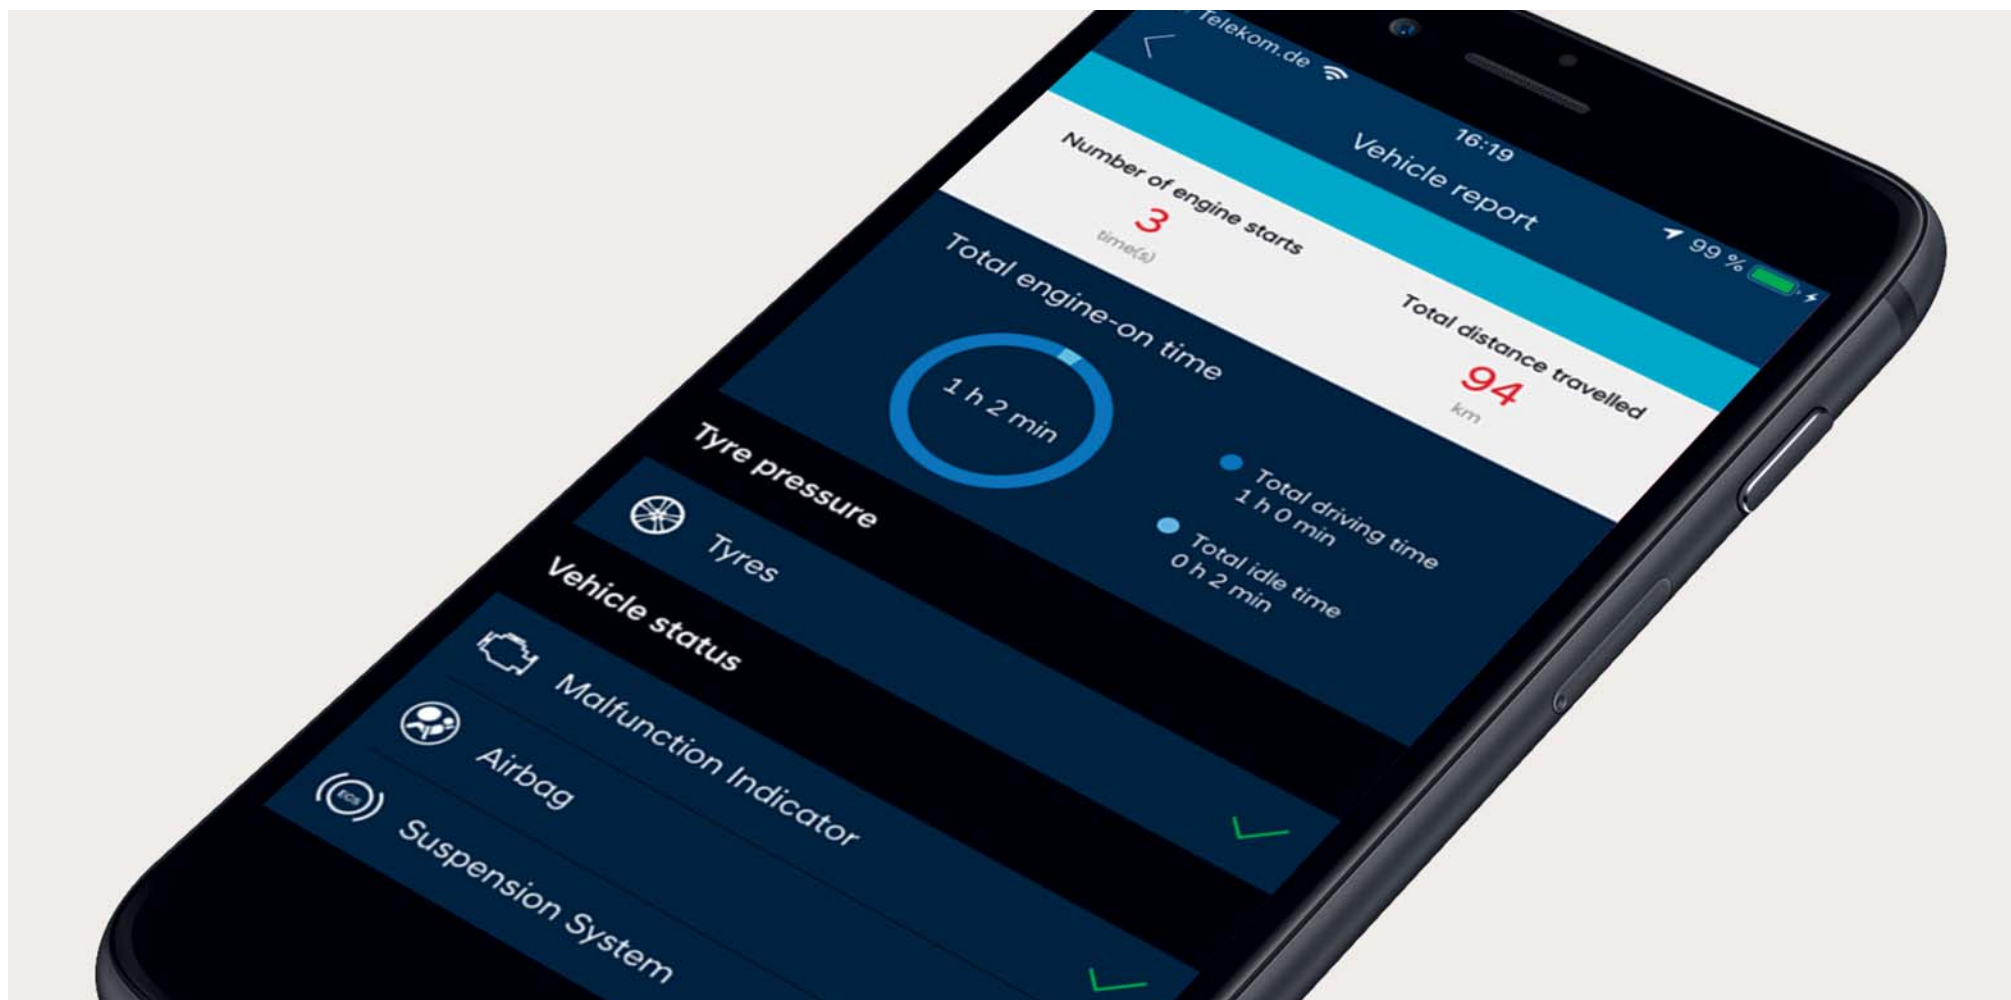 Telekom.de
16:19
99 %
Vehicle report
Number of engine starts
3
time(s)
Total distance travelled
94
km
Total engine-on time
1 h 2 min
Total driving time
1 h 0 min
Total idle time
0 h 2 min
Tyre pressure
Tyres
Vehicle status
Malfunction Indicator
Airbag
ECS
Suspension System